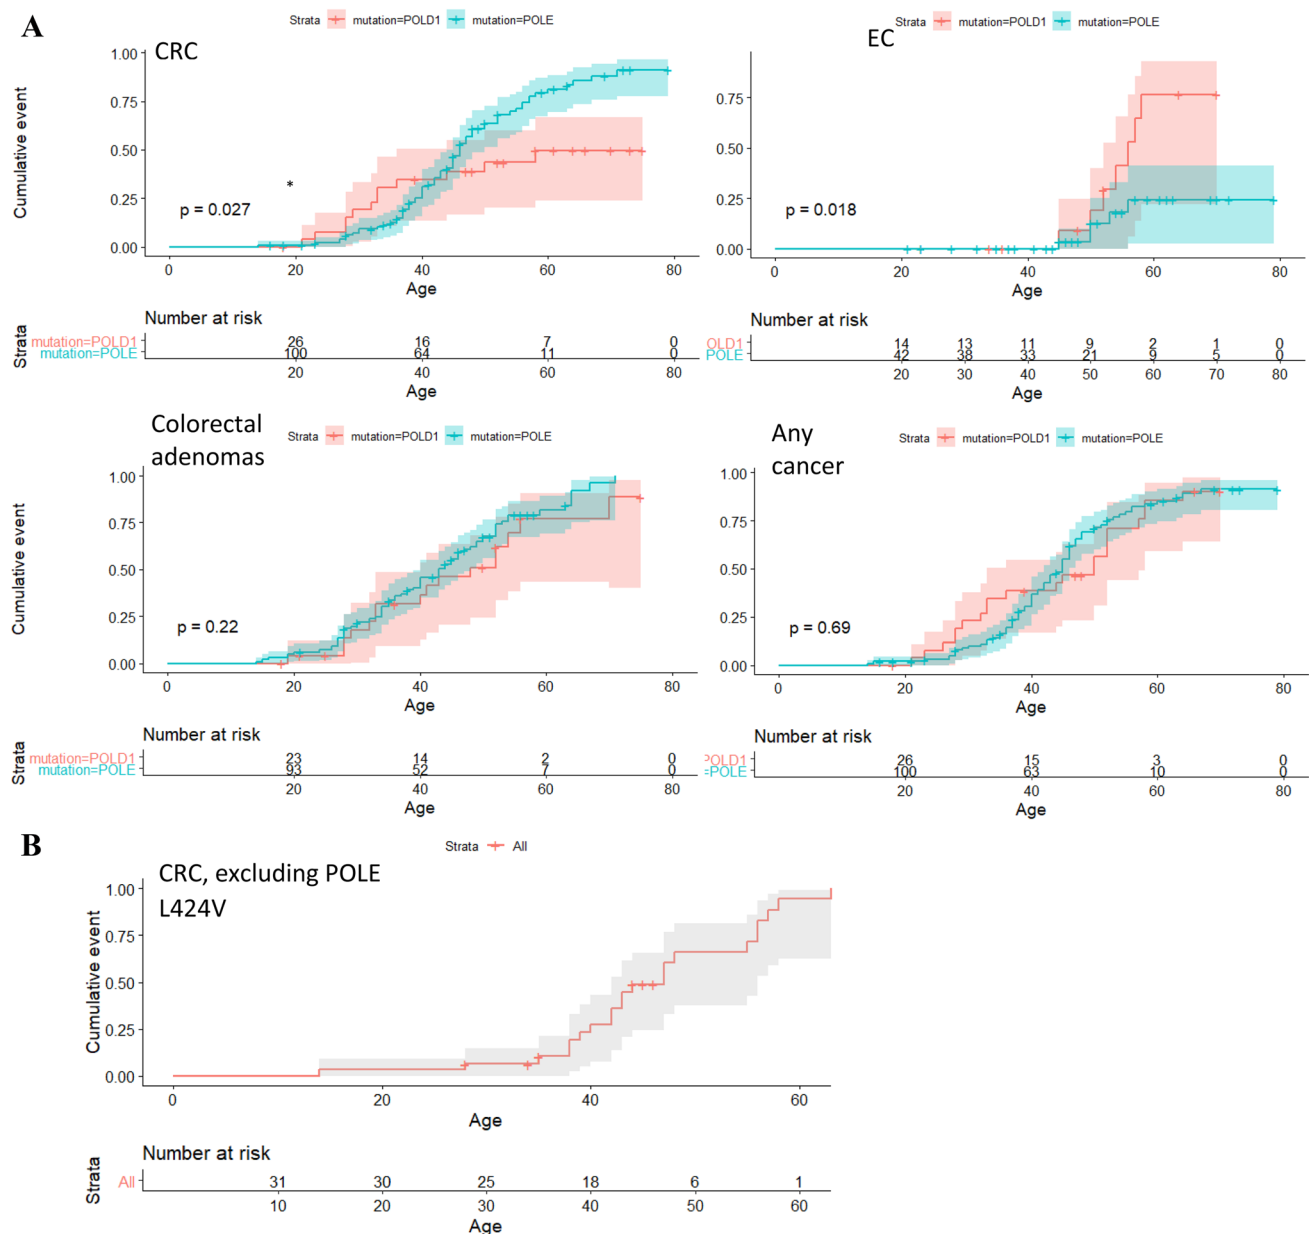 A
Strata mutation=POLD1 mutation=POLE
CRC
Cumulative event
1.00
0.75
0.50
0.25
0.00
*
p = 0.027
0 20 40 60 80
Age
Number at risk
Strata
mutation=POLD1 26 16 7 0
mutation=POLE 100 64 11 0
20 40 60 80
Age
Strata mutation=POLD1 mutation=POLE
EC
1.00
0.75
0.50
0.25
0.00
p = 0.018
0 20 40 60 80
Age
Number at risk
OLD1 14 13 11 9 2 1 0
POLE 42 38 33 21 9 5 0
20 30 40 50 60 70 80
Age
Colorectal
adenomas
Strata mutation=POLD1 mutation=POLE
Cumulative event
1.00
0.75
0.50
0.25
0.00
p = 0.22
0 20 40 60 80
Age
Number at risk
Strata
mutation=POLD1 23 14 2 0
mutation=POLE 93 52 7 0
20 40 60 80
Age
Any
cancer
Strata mutation=POLD1 mutation=POLE
1.00
0.75
0.50
0.25
0.00
p = 0.69
0 20 40 60 80
Age
Number at risk
POLD1 26 15 3 0
=POLE 100 63 10 0
20 40 60 80
Age
B
Strata All
CRC, excluding POLE
L424V
Cumulative event
1.00
0.75
0.50
0.25
0.00
0 20 40 60
Age
Number at risk
Strata
All 31 30 25 18 6 1
10 20 30 40 50 60
Age